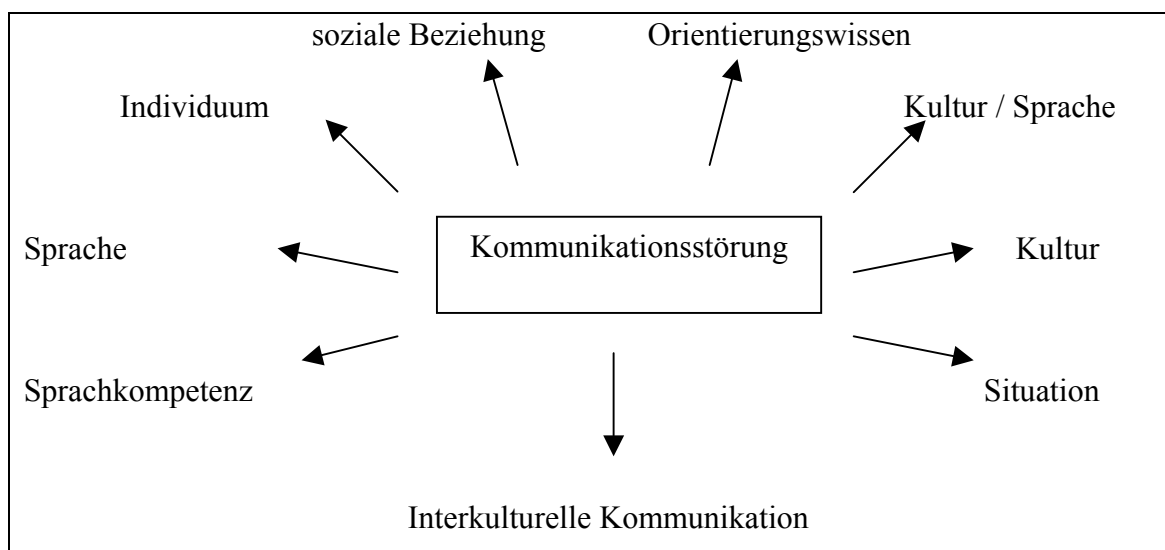 soziale Beziehung
Orientierungswissen
Individuum
Kultur / Sprache
Sprache
Kommunikationsstörung
Kultur
Sprachkompetenz
Situation
Interkulturelle Kommunikation